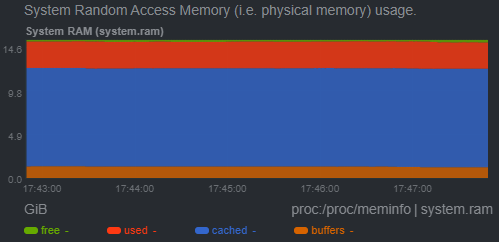 System Random Access Memory (i.e. physical memory) usage.
System RAM (system.ram)
14.6
9.8
4.9
0.0
17:43:00 17:44:00 17:45:00 17:46:00 17:47:00
GiB proc:/proc/meminfo | system.ram
free - used - cached - buffers -